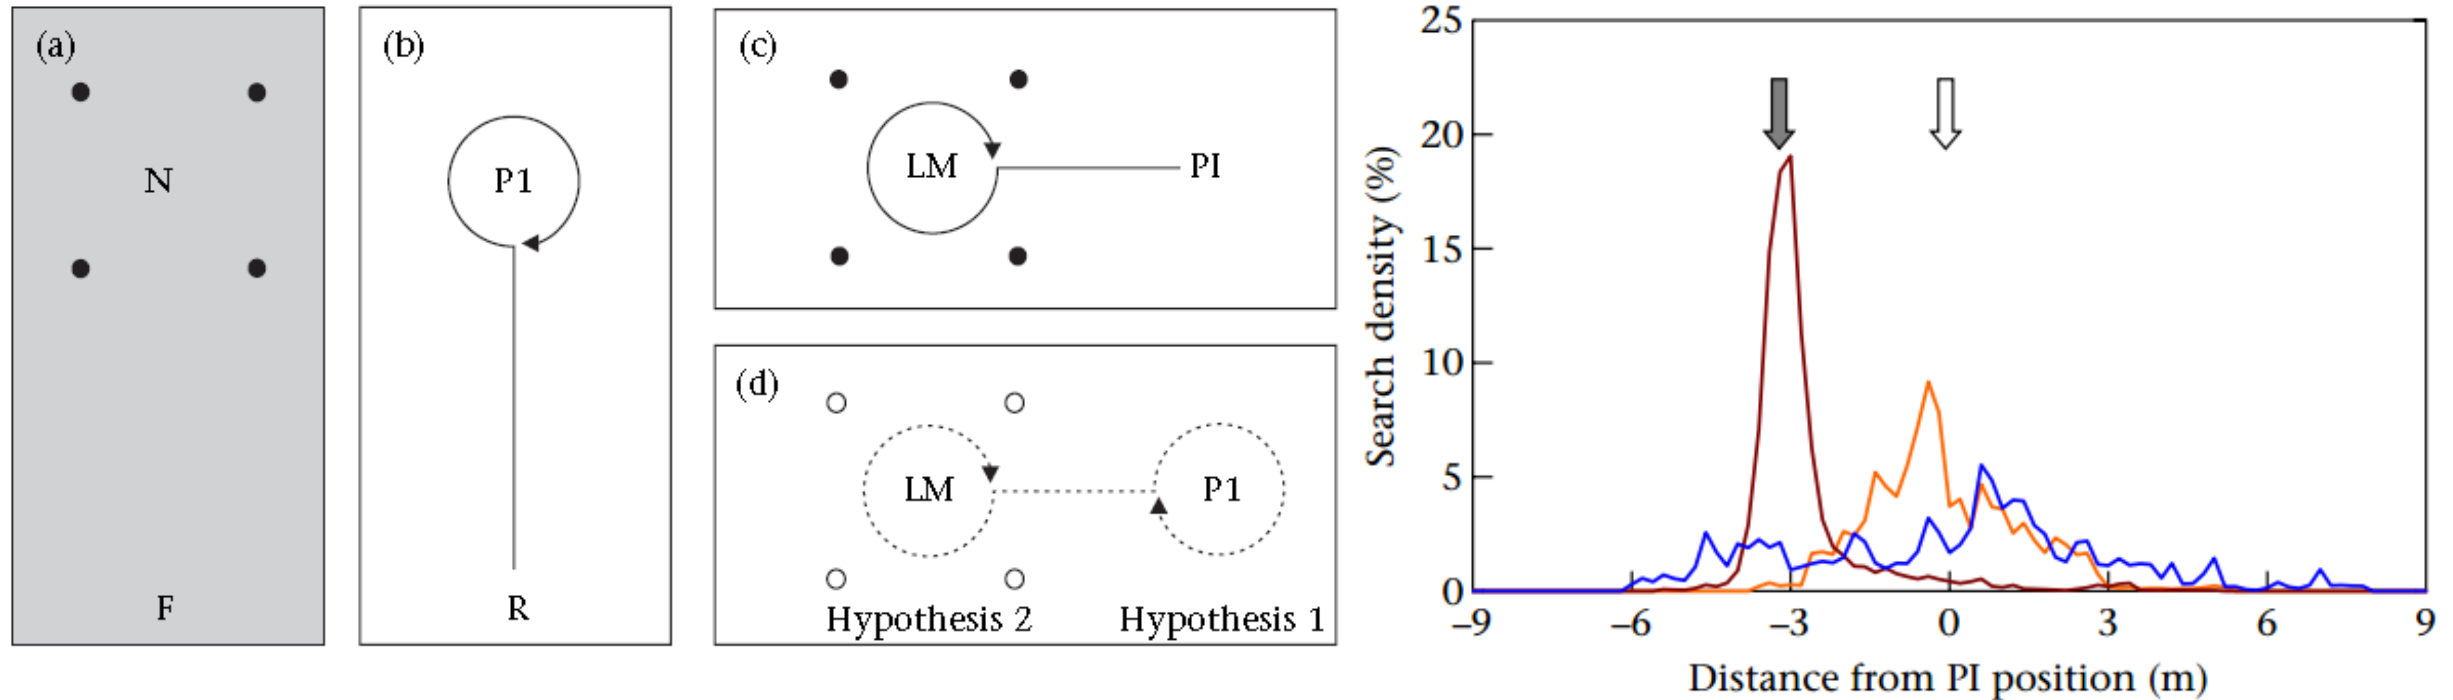 (a)
N
F
(b)
P1
R
(c)
LM
PI
(d)
LM
P1
Hypothesis 2
Hypothesis 1
Search density (%)
25
20
15
10
5
0
–9
–6
–3
0
3
6
9
Distance from PI position (m)